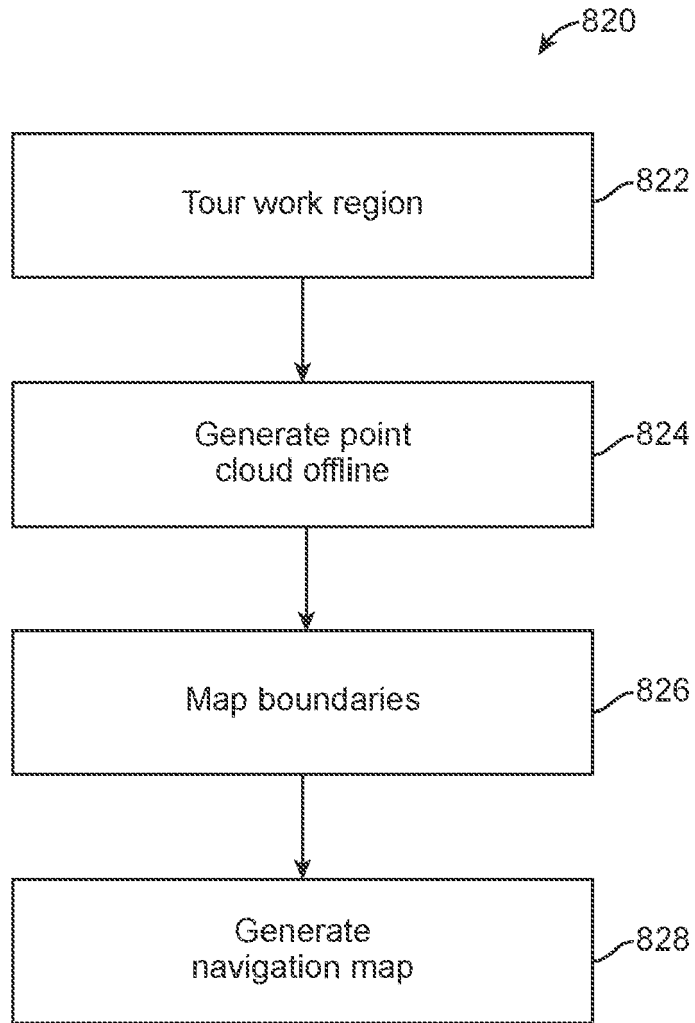 820
Tour work region
822
Generate point
cloud offline
824
Map boundaries
826
Generate
navigation map
828